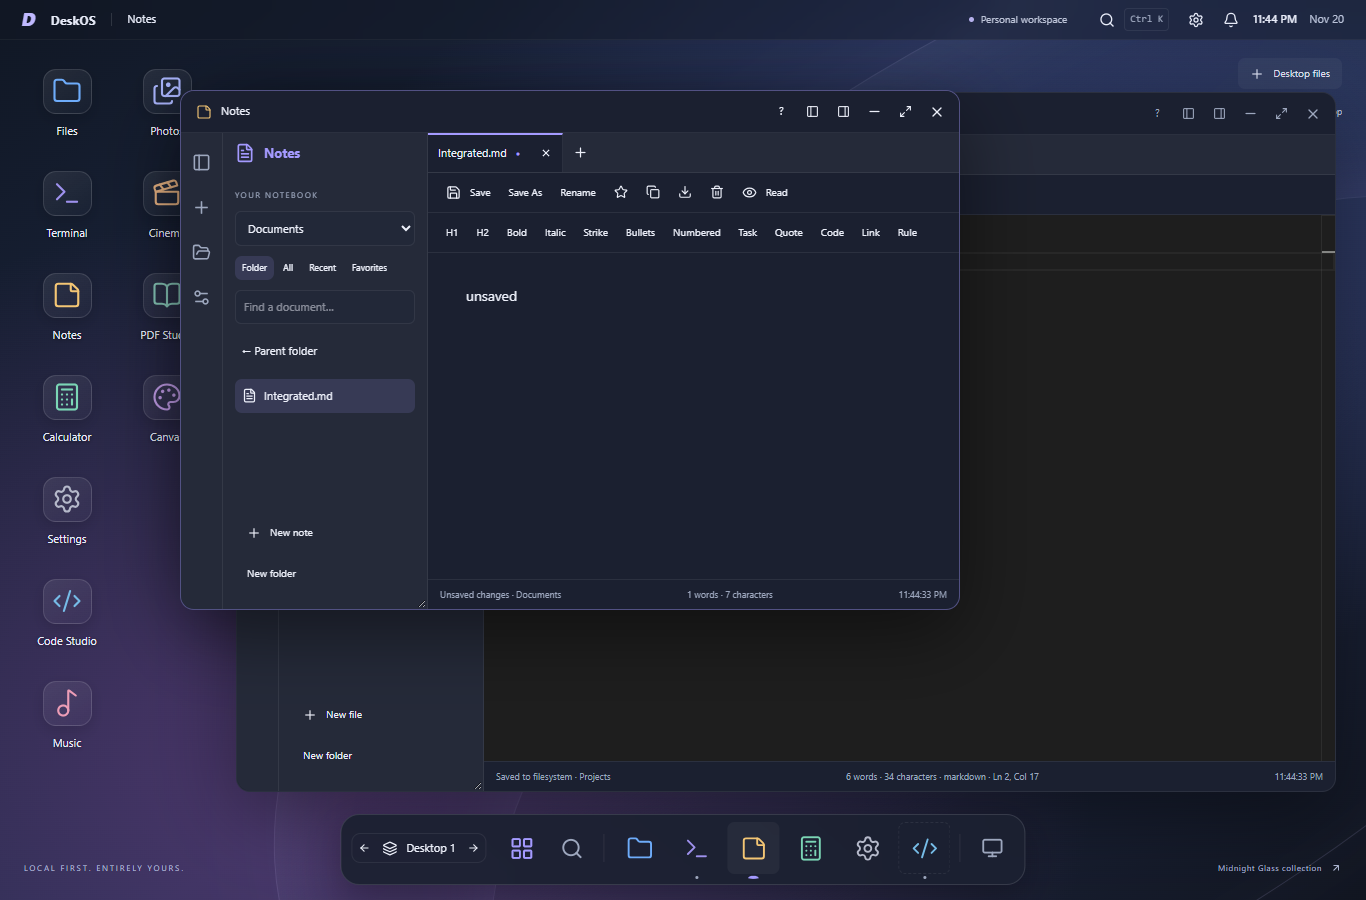 D DeskOS Notes Personal workspace Ctrl K 11:44 PM Nov 20
Desktop files
Files
Photo
Terminal
Cinem
Notes
PDF Stu
Calculator
Canva
Settings
Code Studio
Music
Notes ?
?
Notes
YOUR NOTEBOOK
Documents
Folder All Recent Favorites
Find a document...
← Parent folder
Integrated.md
New note
New folder
Integrated.md
Save Save As Rename Read
H1 H2 Bold Italic Strike Bullets Numbered Task Quote Code Link Rule
unsaved
Unsaved changes · Documents 1 words · 7 characters 11:44:33 PM
New file
New folder
Saved to filesystem · Projects 6 words · 34 characters · markdown · Ln 2, Col 17 11:44:33 PM
← Desktop 1 →
LOCAL FIRST. ENTIRELY YOURS.
Midnight Glass collection